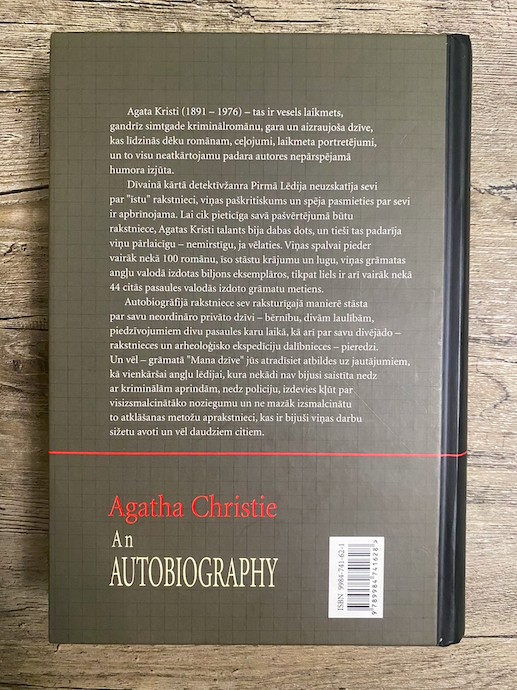 Agata Kristi (1891 – 1976) – tas ir vesels laikmets,
gandrīz simtgade kriminālromānu, gara un aizraujoša dzīve,
kas līdzinās dēku romānam, ceļojumi, laikmeta portretējumi,
un to visu neatkārtojamu padara autores nepārspējamā
humora izjūta.
Dīvainā kārtā detektīvžanra Pirmā Lēdija neuzskatīja sevi
par "īstu" rakstnieci, viņas paškritiskums un spēja pasmieties par sevi
ir apbrīnojama. Lai cik pieticīga savā pašvērtējumā būtu
rakstniece, Agatas Kristi talants bija dabas dots, un tieši tas padarīja
viņu pārlaicīgu – nemirstīgu, ja vēlaties. Viņas spalvai pieder
vairāk nekā 100 romānu, īso stāstu krājumu un lugu, viņas grāmatas
angļu valodā izdotas biljons eksemplāros, tikpat liels ir arī vairāk nekā
44 citās pasaules valodās izdoto grāmatu metiens.
Autobiogrāfijā rakstniece sev raksturīgajā manierē stāsta
par savu neordināro privāto dzīvi – bērnību, divām laulībām,
piedzīvojumiem divu pasaules karu laikā, kā arī par savu divējādo –
rakstnieces un arheoloģisko ekspedīciju dalībnieces – pieredzi.
Un vēl – grāmatā "Mana dzīve" jūs atradīsiet atbildes uz jautājumiem,
kā vienkāršai angļu lēdijai, kura nekādi nav bijusi saistīta nedz
ar kriminālām aprindām, nedz policiju, izdevies kļūt par
visizsmalcinātāko noziegumu un ne mazāk izsmalcinātu
to atklāšanas metožu aprakstnieci, kas ir bijuši viņas darbu
sižetu avoti un vēl daudziem citiem.
Agatha Christie
An
AUTOBIOGRAPHY
ISBN 9984-741-62-1
9 789984 741628 >